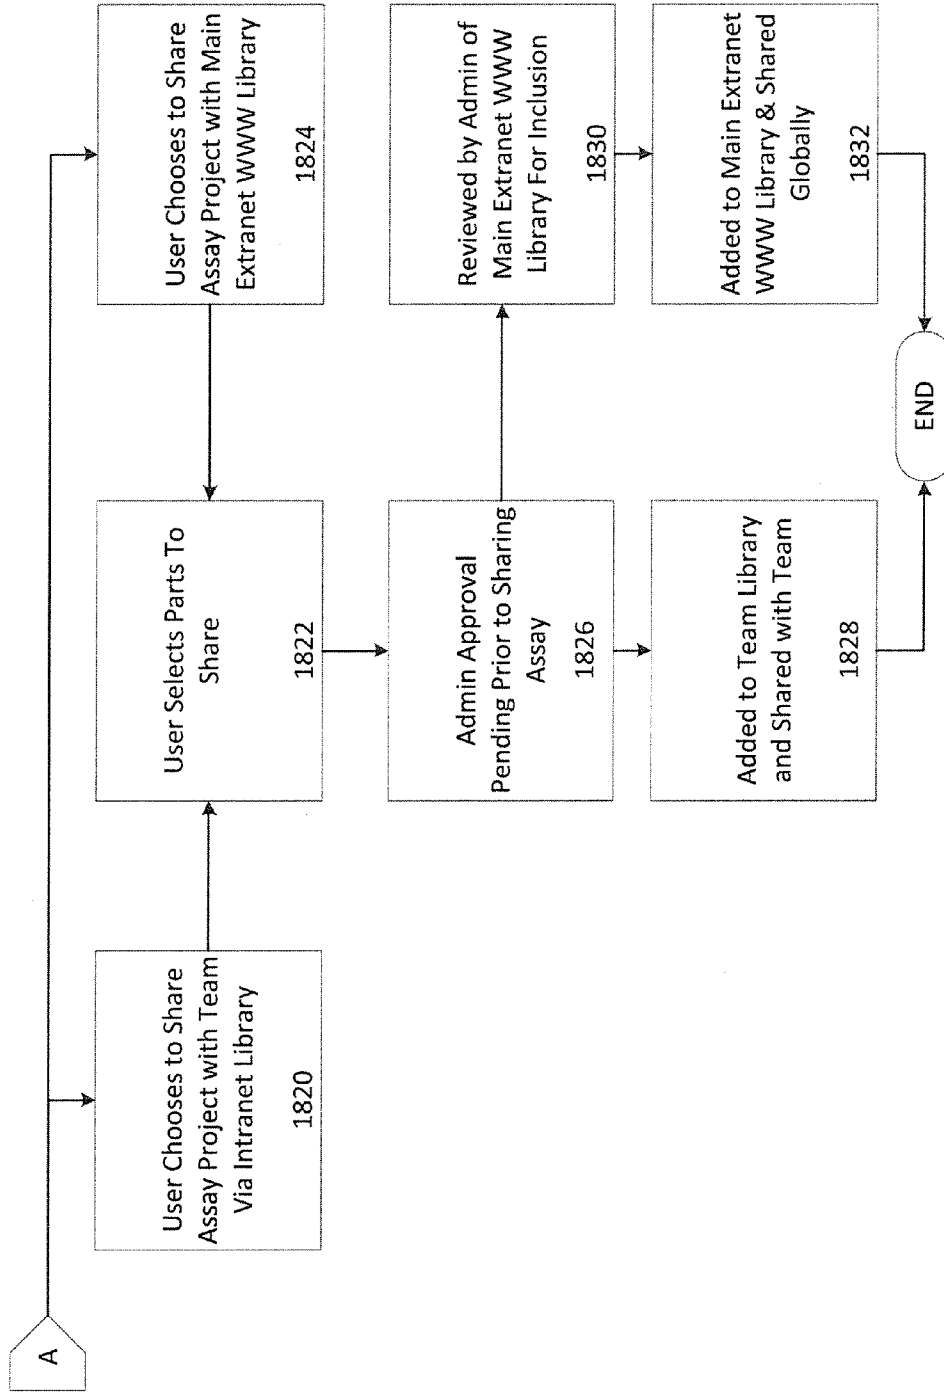 A
User Chooses to Share
Assay Project with Team
Via Intranet Library
1820
User Selects Parts To
Share
1822
User Chooses to Share
Assay Project with Main
Extranet WWW Library
1824
Admin Approval
Pending Prior to Sharing
Assay
1826
Reviewed by Admin of
Main Extranet WWW
Library For Inclusion
1830
Added to Team Library
and Shared with Team
1828
Added to Main Extranet
WWW Library & Shared
Globally
1832
END